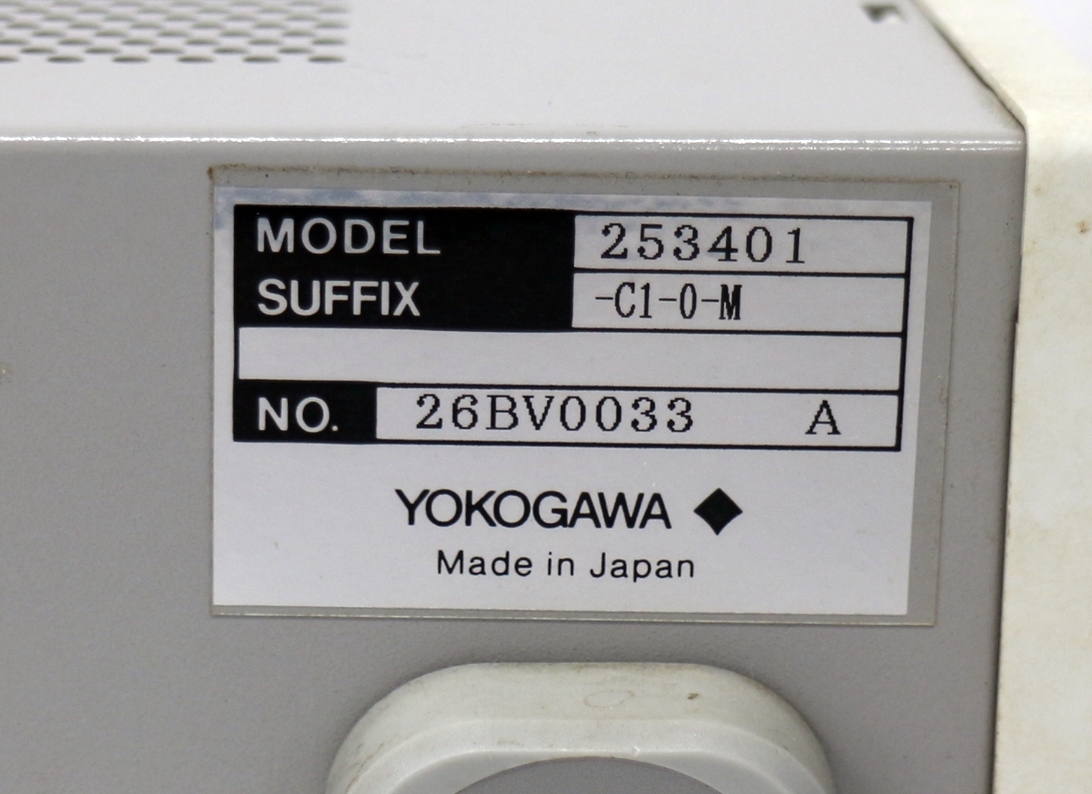 MODEL 253401
SUFFIX -C1-0-M
NO. 26BV0033 A
YOKOGAWA
Made in Japan